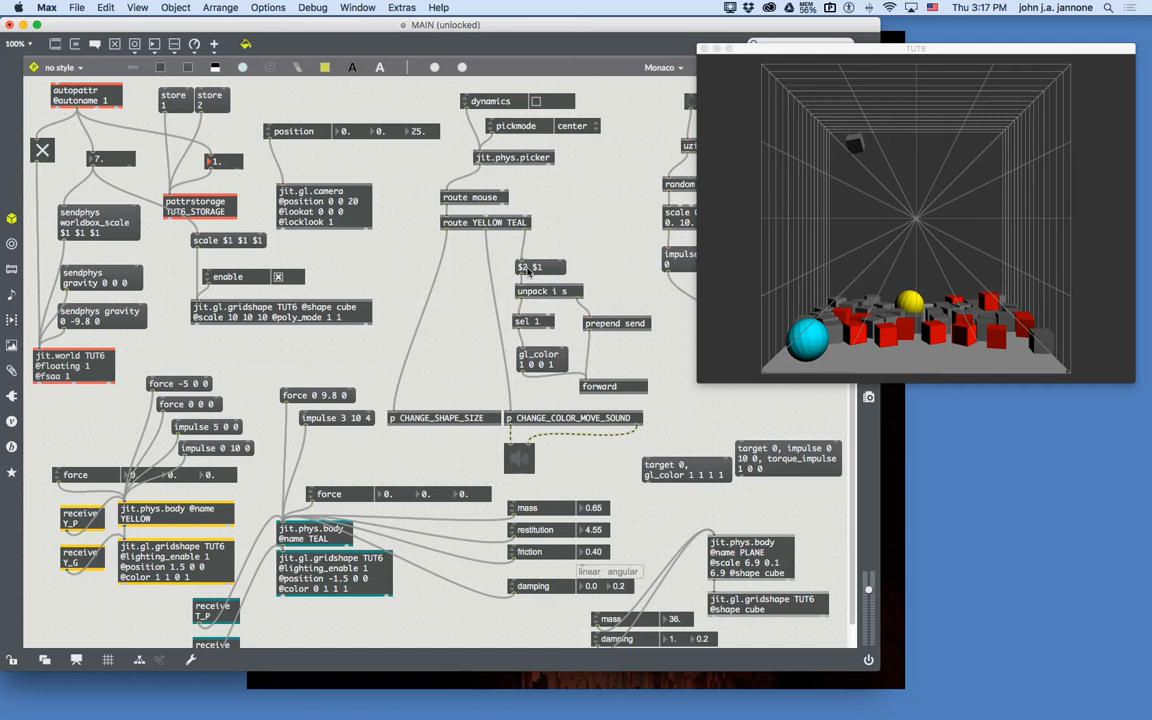 Max File Edit View Object Arrange Options Debug Window Extras Help
MEM 56% Thu 3:17 PM john j.a. jannone
MAIN (unlocked)
100%
no style
A A
Monaco
TUT6
autopattr
@autoname 1
store
1
store
2
position 0. 0. 25.
dynamics
pickmode center
7.
1.
jit.phys.picker
uzi
pattrstorage
TUT6_STORAGE
jit.gl.camera
@position 0 0 20
@lookat 0 0 0
@locklook 1
route mouse
random
sendphys
worldbox_scale
$1 $1 $1
route YELLOW TEAL
scale
0. 10.
scale $1 $1 $1
impulse
0
$2 $1
sendphys
gravity 0 0 0
enable
unpack i s
jit.gl.gridshape TUT6 @shape cube
@scale 10 10 10 @poly_mode 1 1
sendphys gravity
0 -9.8 0
sel 1
prepend send
jit.world TUT6
@floating 1
@fsaa 1
gl_color
1 0 0 1
forward
force -5 0 0
force 0 0 0
force 0 9.8 0
impulse 3 10 4
p CHANGE_SHAPE_SIZE
p CHANGE_COLOR_MOVE_SOUND
impulse 5 0 0
impulse 0 10 0
target 0,
gl_color 1 1 1 1
target 0, impulse 0
10 0, torque_impulse
1 0 0
force 0. 0.
force 0. 0. 0.
receive
Y_P
jit.phys.body @name
YELLOW
mass 0.65
jit.phys.body
@name TEAL
restitution 4.55
receive
Y_G
jit.gl.gridshape TUT6
@lighting_enable 1
@position 1.5 0 0
@color 1 1 0 1
jit.gl.gridshape TUT6
@lighting_enable 1
@position -1.5 0 0
@color 0 1 1 1
friction 0.40
linear angular
damping 0.0 0.2
jit.phys.body
@name PLANE
@scale 6.9 0.1
6.9 @shape cube
receive
T_P
jit.gl.gridshape TUT6
@shape cube
mass 36.
damping 1. 0.2
receive